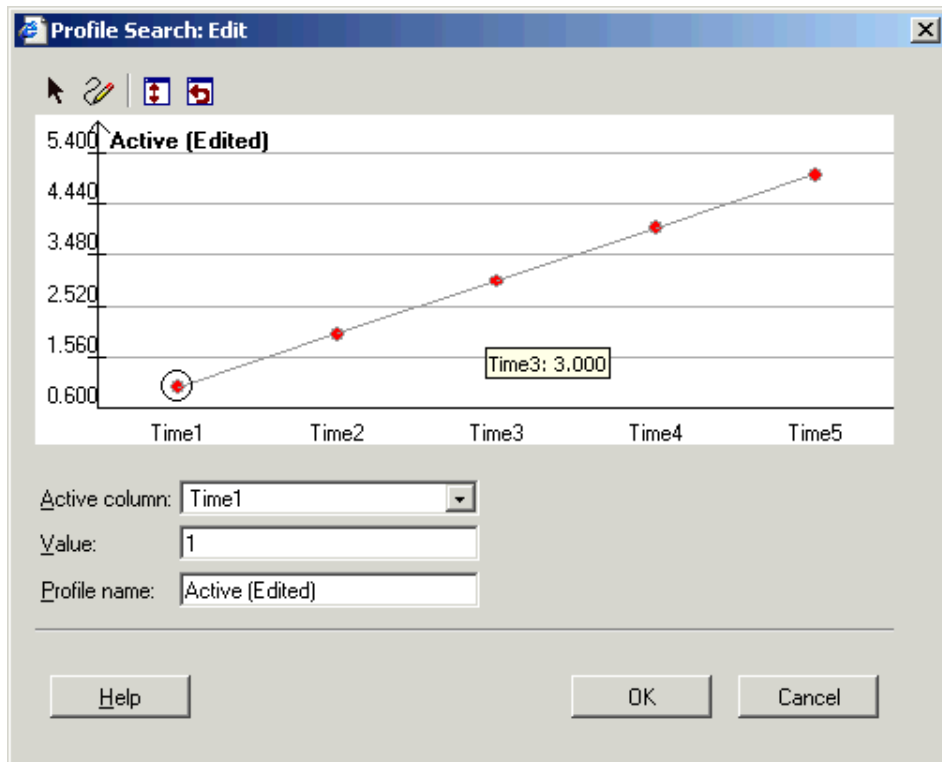 Profile Search: Edit
5.400
Active (Edited)
4.440
3.480
2.520
1.560
Time3: 3.000
0.600
Time1 Time2 Time3 Time4 Time5
Active column: Time1
Value: 1
Profile name: Active (Edited)
Help OK Cancel